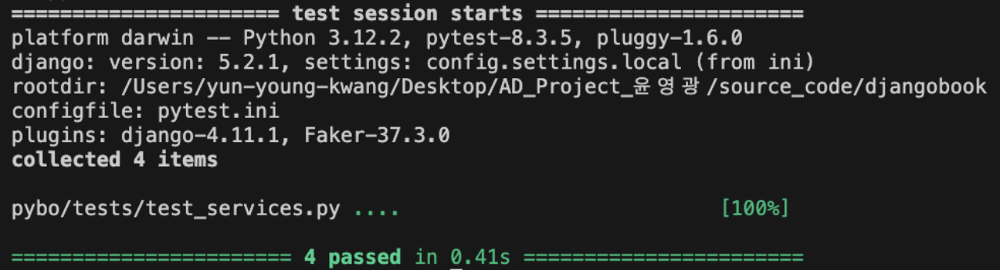 ====================== test session starts ======================
platform darwin -- Python 3.12.2, pytest-8.3.5, pluggy-1.6.0
django: version: 5.2.1, settings: config.settings.local (from ini)
rootdir: /Users/yun-young-kwang/Desktop/AD_Project_윤영광/source_code/djangobook
configfile: pytest.ini
plugins: django-4.11.1, Faker-37.3.0
collected 4 items
pybo/tests/test_services.py .... [100%]
======================= 4 passed in 0.41s =======================